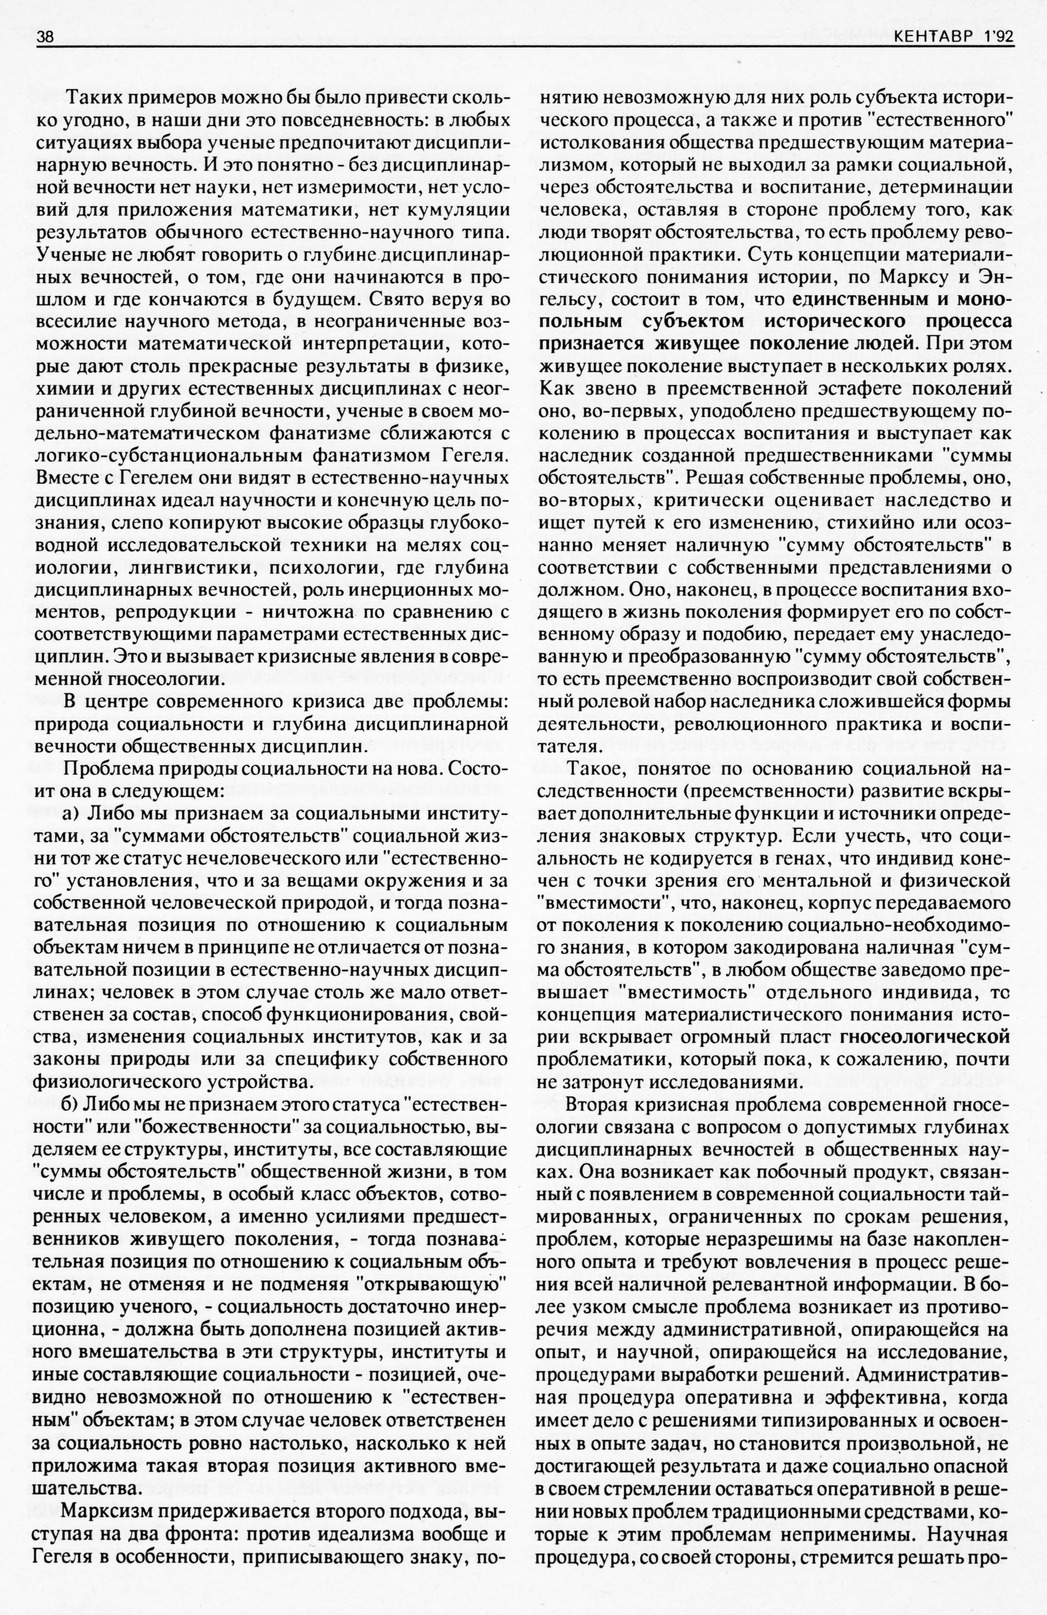 38
КЕНТАВР 1'92
Таких примеров можно бы было привести сколь-
ко угодно, в наши дни это повседневность: в любых
ситуациях выбора ученые предпочитают дисципли-
нарную вечность. И это понятно - без дисциплинар-
ной вечности нет науки, нет измеримости, нет усло-
вий для приложения математики, нет кумуляции
результатов обычного естественно-научного типа.
Ученые не любят говорить о глубине дисциплинар-
ных вечностей, о том, где они начинаются в про-
шлом и где кончаются в будущем. Свято веруя во
всесилие научного метода, в неограниченные воз-
можности математической интерпретации, кото-
рые дают столь прекрасные результаты в физике,
химии и других естественных дисциплинах с неог-
раниченной глубиной вечности, ученые в своем мо-
дельно-математическом фанатизме сближаются с
логико-субстанциональным фанатизмом Гегеля.
Вместе с Гегелем они видят в естественно-научных
дисциплинах идеал научности и конечную цель по-
знания, слепо копируют высокие образцы глубоко-
водной исследовательской техники на мелях соц-
иологии, лингвистики, психологии, где глубина
дисциплинарных вечностей, роль инерционных мо-
ментов, репродукции - ничтожна по сравнению с
соответствующими параметрами естественных дис-
циплин. Это и вызывает кризисные явления в совре-
менной гносеологии.
В центре современного кризиса две проблемы:
природа социальности и глубина дисциплинарной
вечности общественных дисциплин.
Проблема природы социальности на нова. Состо-
ит она в следующем:
а) Либо мы признаем за социальными институ-
тами, за "суммами обстоятельств" социальной жиз-
ни тот же статус нечеловеческого или "естественно-
го" установления, что и за вещами окружения и за
собственной человеческой природой, и тогда позна-
вательная позиция по отношению к социальным
объектам ничем в принципе не отличается от позна-
вательной позиции в естественно-научных дисцип-
линах; человек в этом случае столь же мало ответ-
ственен за состав, способ функционирования, свой-
ства, изменения социальных институтов, как и за
законы природы или за специфику собственного
физиологического устройства.
б) Либо мы не признаем этого статуса "естествен-
ности" или "божественности" за социальностью, вы-
деляем ее структуры, институты, все составляющие
"суммы обстоятельств" общественной жизни, в том
числе и проблемы, в особый класс объектов, сотво-
ренных человеком, а именно усилиями предшест-
венников живущего поколения, - тогда познава-
тельная позиция по отношению к социальным объ-
ектам, не отменяя и не подменяя "открывающую"
позицию ученого, - социальность достаточно инер-
ционна, - должна быть дополнена позицией актив-
ного вмешательства в эти структуры, институты и
иные составляющие социальности - позицией, оче-
видно невозможной по отношению к "естествен-
ным" объектам; в этом случае человек ответственен
за социальность ровно настолько, насколько к ней
приложима такая вторая позиция активного вме-
шательства.
Марксизм придерживается второго подхода, вы-
ступая на два фронта: против идеализма вообще и
Гегеля в особенности, приписывающего знаку, по-
нятию невозможную для них роль субъекта истори-
ческого процесса, а также и против "естественного"
истолкования общества предшествующим материа-
лизмом, который не выходил за рамки социальной,
через обстоятельства и воспитание, детерминации
человека, оставляя в стороне проблему того, как
люди творят обстоятельства, то есть проблему рево-
люционной практики. Суть концепции материали-
стического понимания истории, по Марксу и Эн-
гельсу, состоит в том, что единственным и моно-
польным субъектом исторического процесса
признается живущее поколение людей. При этом
живущее поколение выступает в нескольких ролях.
Как звено в преемственной эстафете поколений
оно, во-первых, уподоблено предшествующему по-
колению в процессах воспитания и выступает как
наследник созданной предшественниками "суммы
обстоятельств". Решая собственные проблемы, оно,
во-вторых, критически оценивает наследство и
ищет путей к его изменению, стихийно или осоз-
нанно меняет наличную "сумму обстоятельств" в
соответствии с собственными представлениями о
должном. Оно, наконец, в процессе воспитания вхо-
дящего в жизнь поколения формирует его по собст-
венному образу и подобию, передает ему унаследо-
ванную и преобразованную "сумму обстоятельств",
то есть преемственно воспроизводит свой собствен-
ный ролевой набор наследника сложившейся формы
деятельности, революционного практика и воспи-
тателя.
Такое, понятое по основанию социальной на-
следственности (преемственности) развитие вскры-
вает дополнительные функции и источники опреде-
ления знаковых структур. Если учесть, что соци-
альность не кодируется в генах, что индивид коне-
чен с точки зрения его ментальной и физической
"вместимости", что, наконец, корпус передаваемого
от поколения к поколению социально-необходимо-
го знания, в котором закодирована наличная "сум-
ма обстоятельств", в любом обществе заведомо пре-
вышает "вместимость" отдельного индивида, то
концепция материалистического понимания исто-
рии вскрывает огромный пласт гносеологической
проблематики, который пока, к сожалению, почти
не затронут исследованиями.
Вторая кризисная проблема современной гносе-
ологии связана с вопросом о допустимых глубинах
дисциплинарных вечностей в общественных нау-
ках. Она возникает как побочный продукт, связан-
ный с появлением в современной социальности тай-
мированных, ограниченных по срокам решения,
проблем, которые неразрешимы на базе накоплен-
ного опыта и требуют вовлечения в процесс реше-
ния всей наличной релевантной информации. В бо-
лее узком смысле проблема возникает из противо-
речия между административной, опирающейся на
опыт, и научной, опирающейся на исследование,
процедурами выработки решений. Административ-
ная процедура оперативна и эффективна, когда
имеет дело с решениями типизированных и освоен-
ных в опыте задач, но становится произвольной, не
достигающей результата и даже социально опасной
в своем стремлении оставаться оперативной в реше-
нии новых проблем традиционными средствами, ко-
торые к этим проблемам неприменимы. Научная
процедура, со своей стороны, стремится решать про-